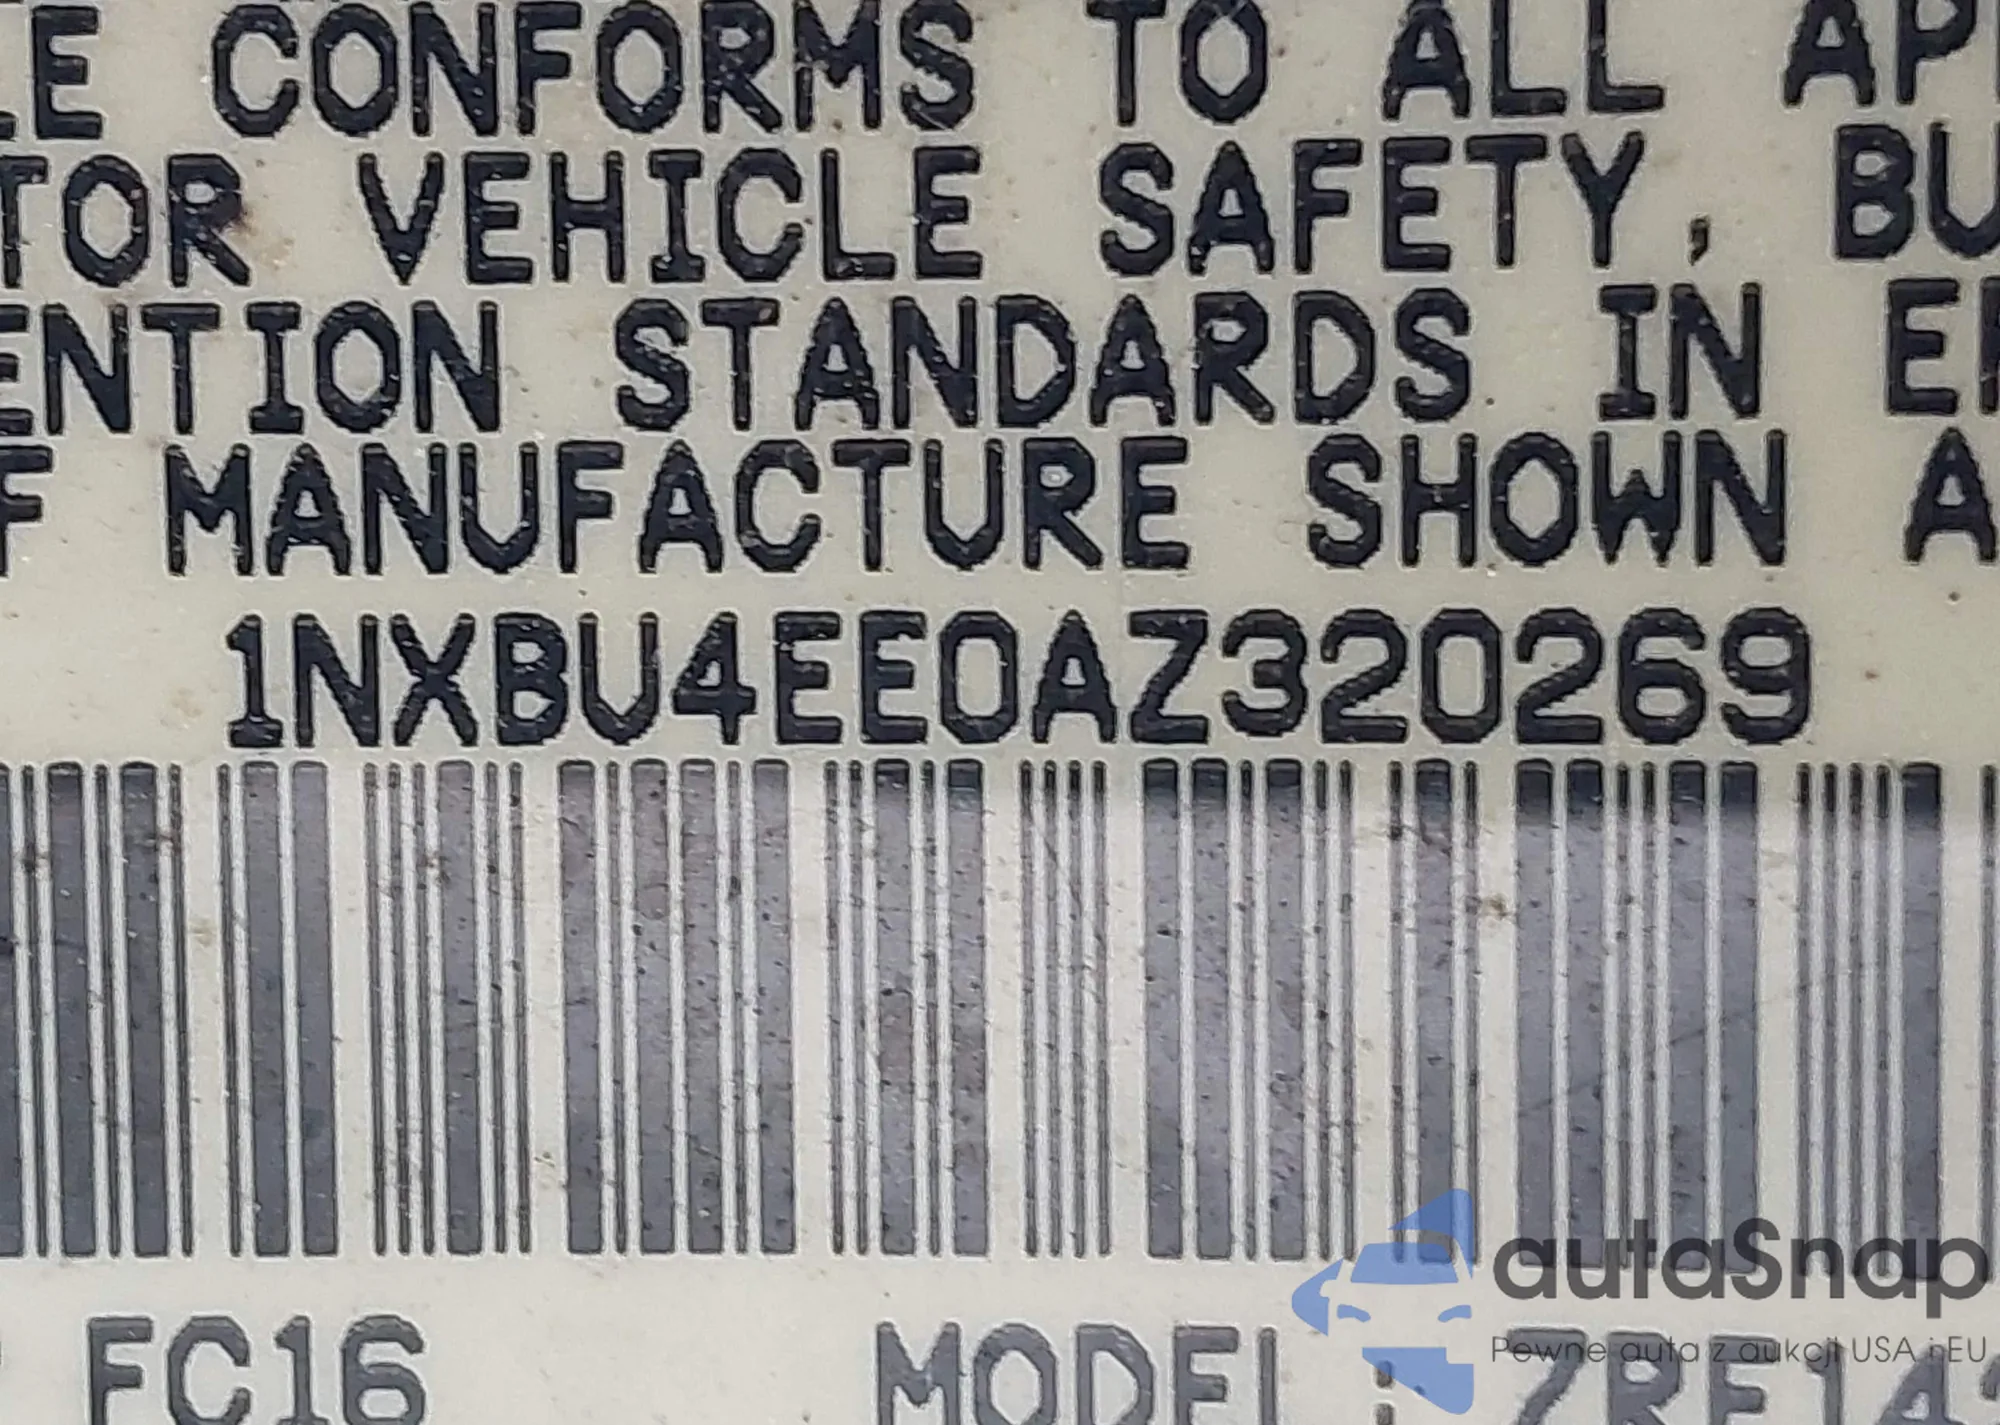 LE CONFORMS TO ALL AP
TOR VEHICLE SAFETY, BU
ENTION STANDARDS IN E
F MANUFACTURE SHOWN A
1NXBU4EE0AZ320269
FC16 MODEL: ZRE142
autaSnap
Pewne auta z aukcji USA i EU